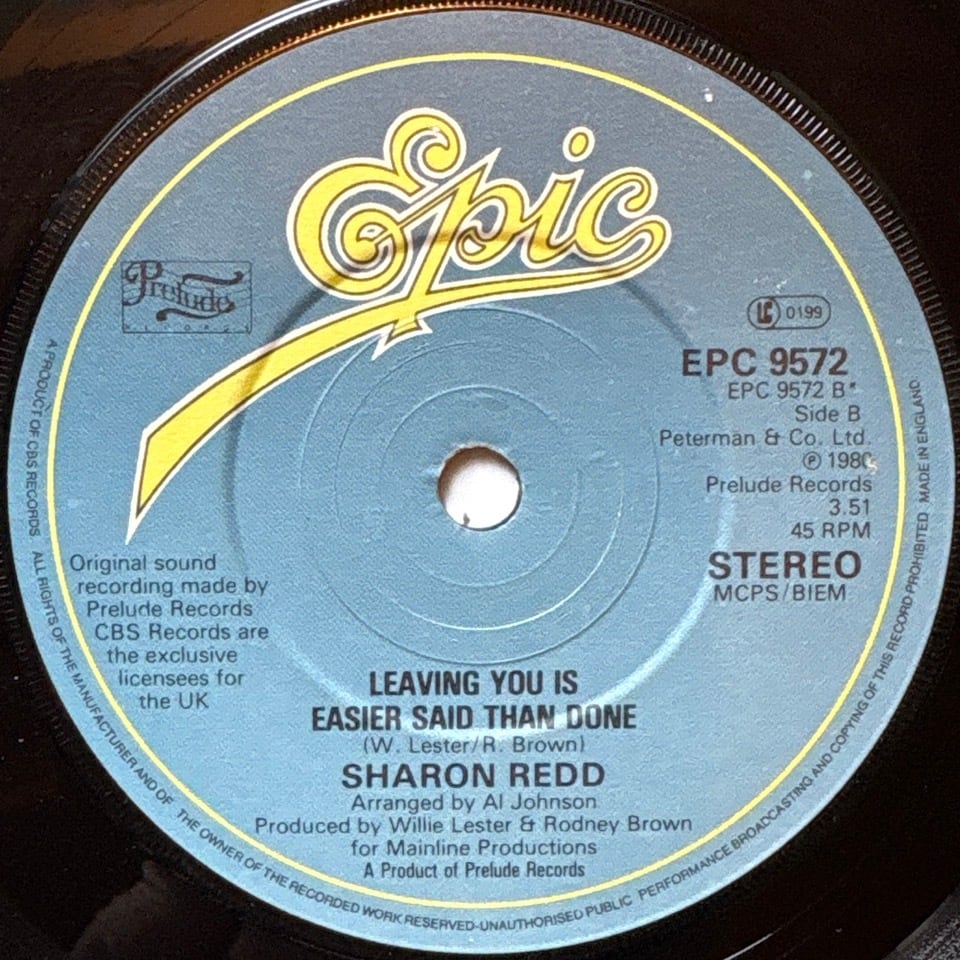 Epic
Prelude
RECORDS
LC 0199
EPC 9572
EPC 9572 B*
Side B
Peterman & Co. Ltd.
℗ 1980
Prelude Records
3.51
45 RPM
STEREO
MCPS/BIEM
Original sound
recording made by
Prelude Records
CBS Records are
the exclusive
licensees for
the UK
LEAVING YOU IS
EASIER SAID THAN DONE
(W. Lester/R. Brown)
SHARON REDD
Arranged by Al Johnson
Produced by Willie Lester & Rodney Brown
for Mainline Productions
A Product of Prelude Records
A PRODUCT OF CBS RECORDS ALL RIGHTS OF THE MANUFACTURER AND OF THE OWNER OF THE RECORDED WORK RESERVED-UNAUTHORISED PUBLIC PERFORMANCE BROADCASTING AND COPYING OF THIS RECORD PROHIBITED MADE IN ENGLAND